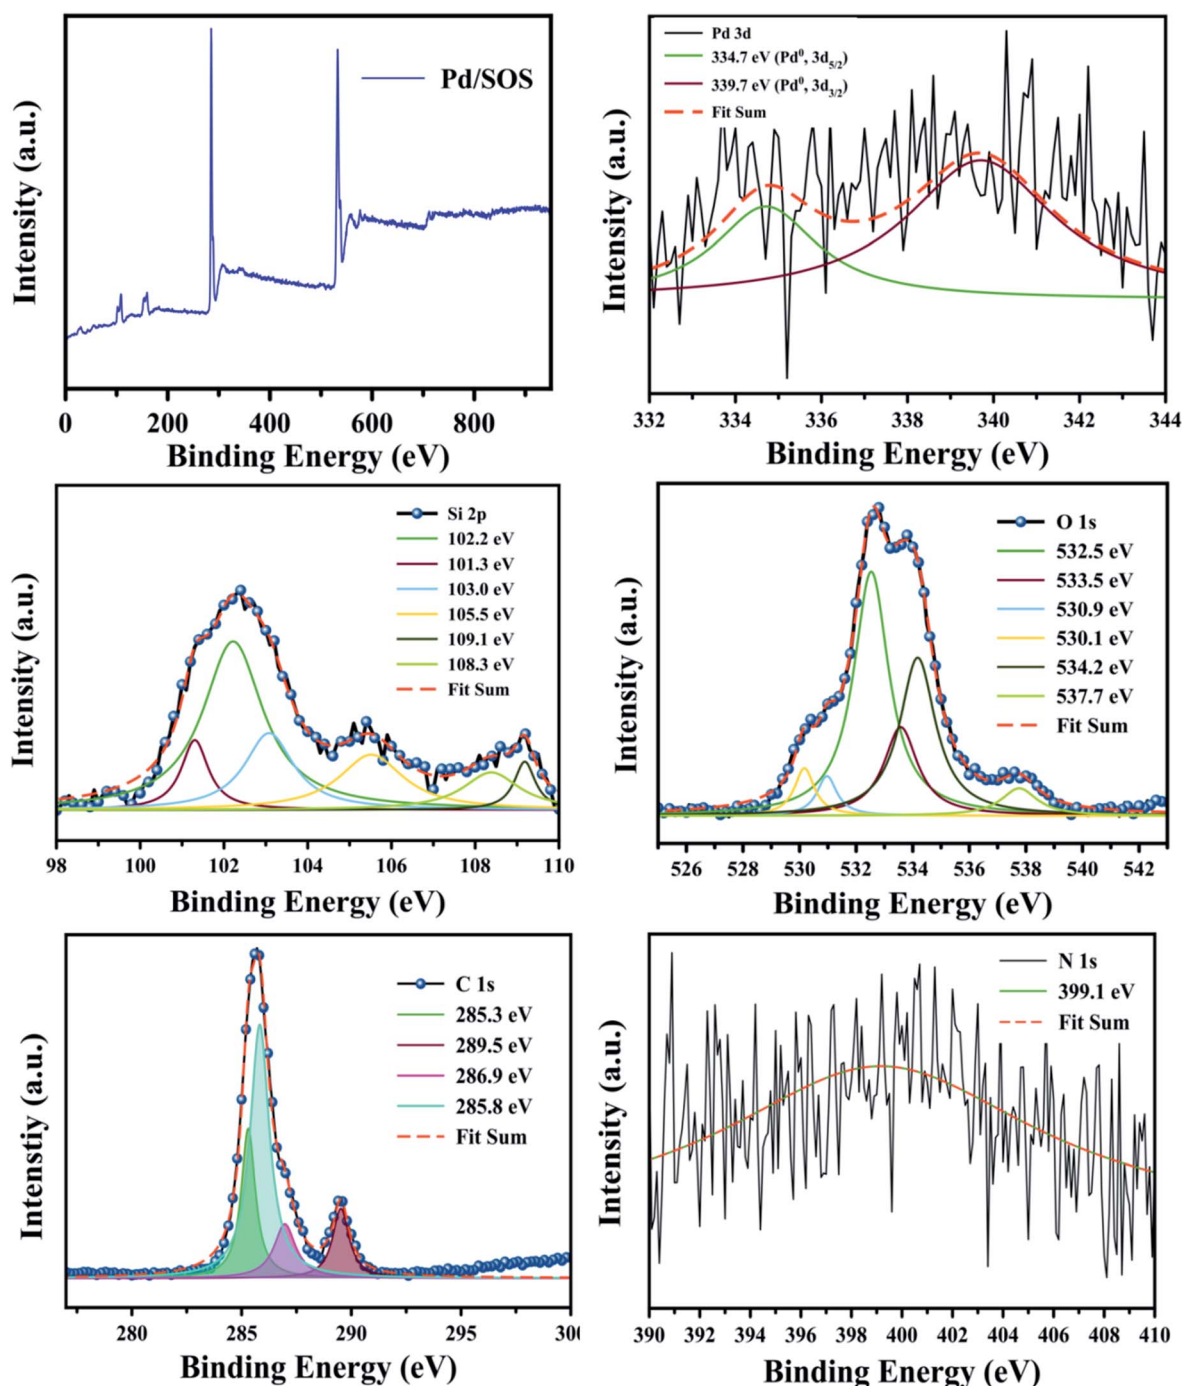 Pd/SOS
Intensity (a.u.)
0 200 400 600 800
Binding Energy (eV)
Pd 3d
334.7 eV (Pd⁰, 3d₅/₂)
339.7 eV (Pd⁰, 3d₃/₂)
Fit Sum
Intensity (a.u.)
332 334 336 338 340 342 344
Binding Energy (eV)
Si 2p
102.2 eV
101.3 eV
103.0 eV
105.5 eV
109.1 eV
108.3 eV
Fit Sum
Intensity (a.u.)
98 100 102 104 106 108 110
Binding Energy (eV)
O 1s
532.5 eV
533.5 eV
530.9 eV
530.1 eV
534.2 eV
537.7 eV
Fit Sum
Intensity (a.u.)
526 528 530 532 534 536 538 540 542
Binding Energy (eV)
C 1s
285.3 eV
289.5 eV
286.9 eV
285.8 eV
Fit Sum
Intenstiy (a.u.)
280 285 290 295 300
Binding Energy (eV)
N 1s
399.1 eV
Fit Sum
Intensity (a.u.)
390 392 394 396 398 400 402 404 406 408 410
Binding Energy (eV)